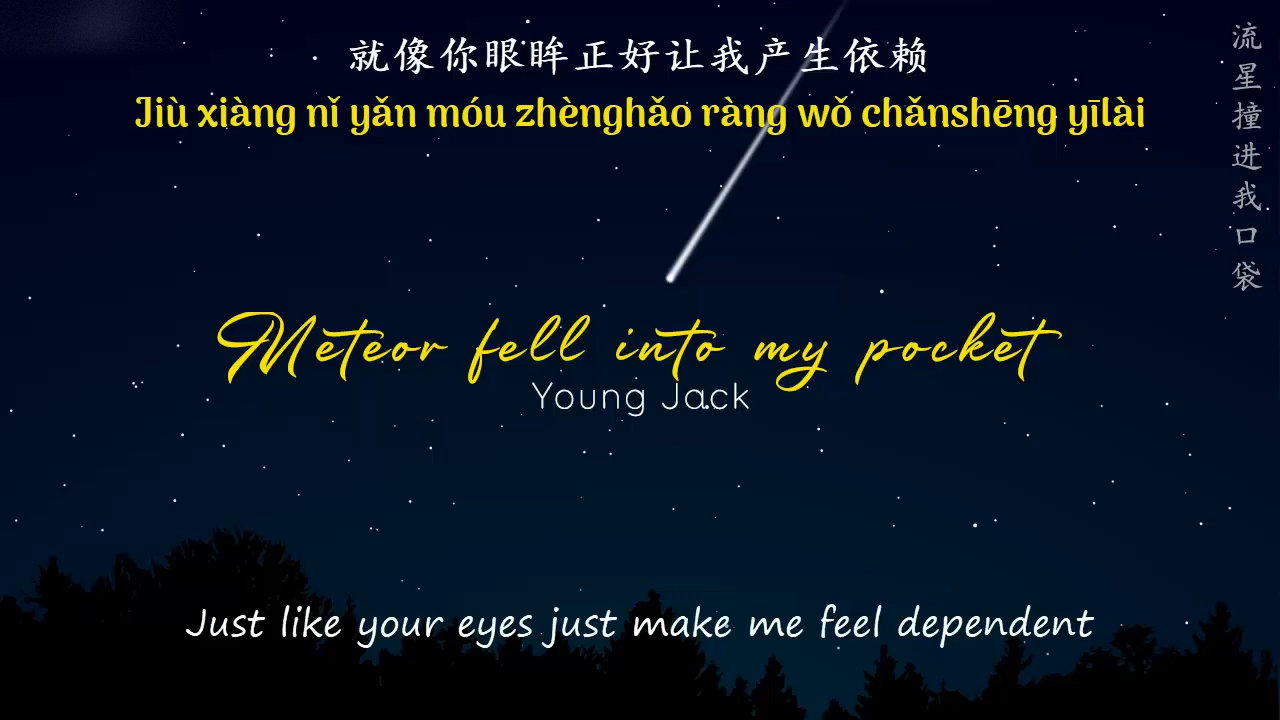 就像你眼眸正好让我产生依赖
Jiù xiàng nǐ yǎn móu zhènghǎo ràng wǒ chǎnshēng yīlài
流星撞进我口袋
Meteor fell into my pocket
Young Jack
Just like your eyes just make me feel dependent